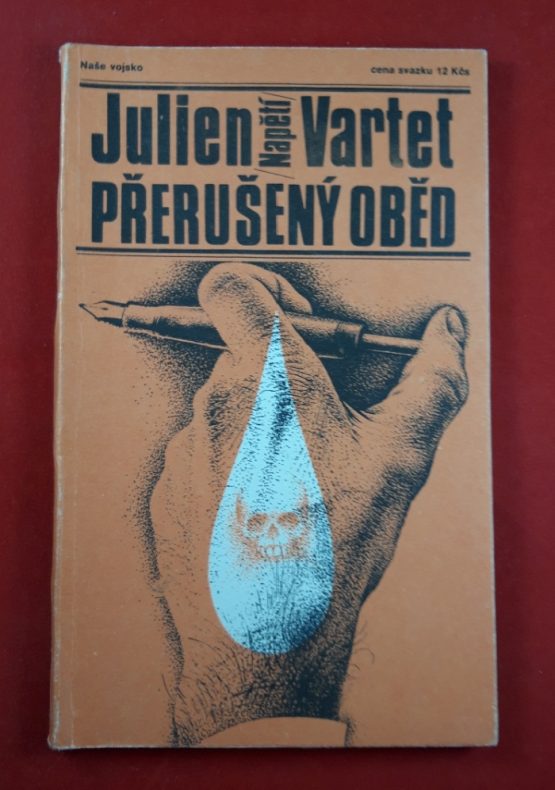 Naše vojsko
cena svazku 12 Kčs
Julien /Napětí/ Vartet
PŘERUŠENÝ OBĚD